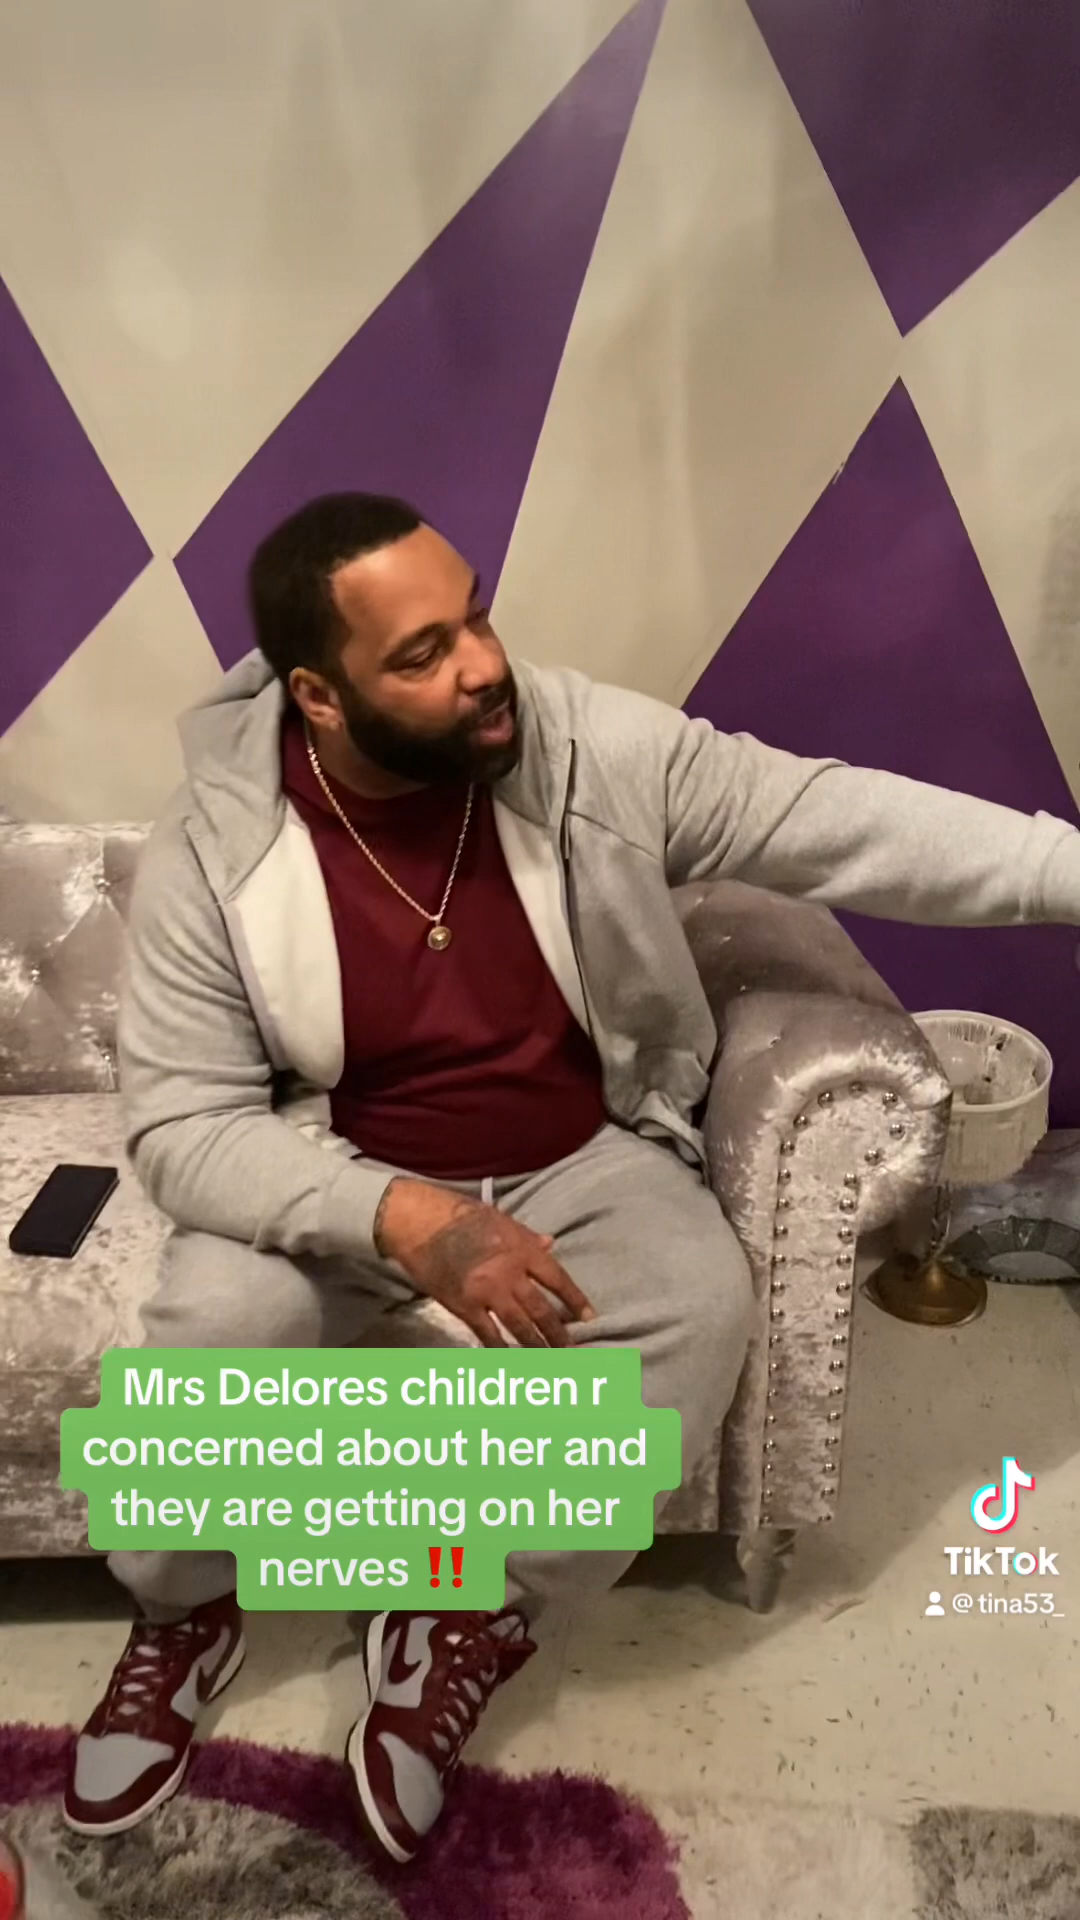 Mrs Delores children r
concerned about her and
they are getting on her
nerves ‼️
TikTok
@tina53_